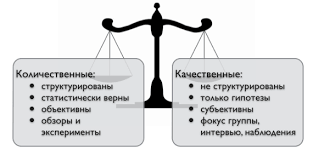 Количественные:
• структурированы
• статистически верны
• объективны
• обзоры и
эксперименты
Качественные:
• не структурированы
• только гипотезы
• субъективны
• фокус группы,
интервью, наблюдения